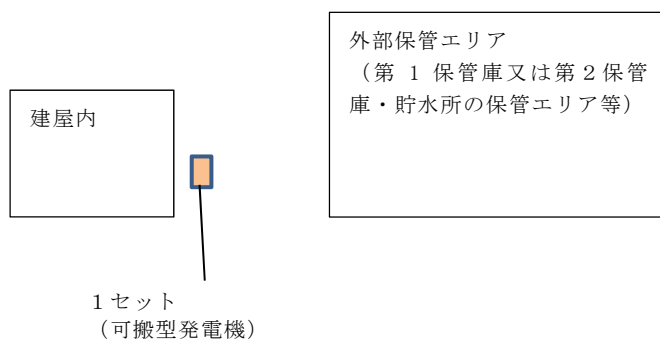 外部保管エリア
（第 1 保管庫又は第２保管
庫・貯水所の保管エリア等）
建屋内
１セット
（可搬型発電機）